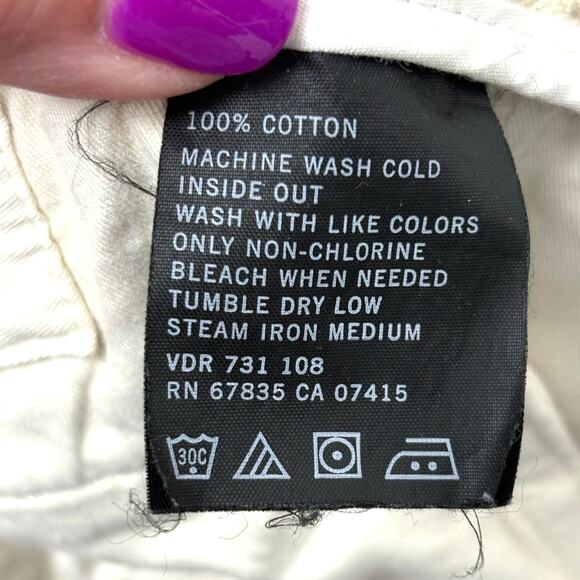 100% COTTON
MACHINE WASH COLD
INSIDE OUT
WASH WITH LIKE COLORS
ONLY NON-CHLORINE
BLEACH WHEN NEEDED
TUMBLE DRY LOW
STEAM IRON MEDIUM
VDR 731 108
RN 67835 CA 07415
30C